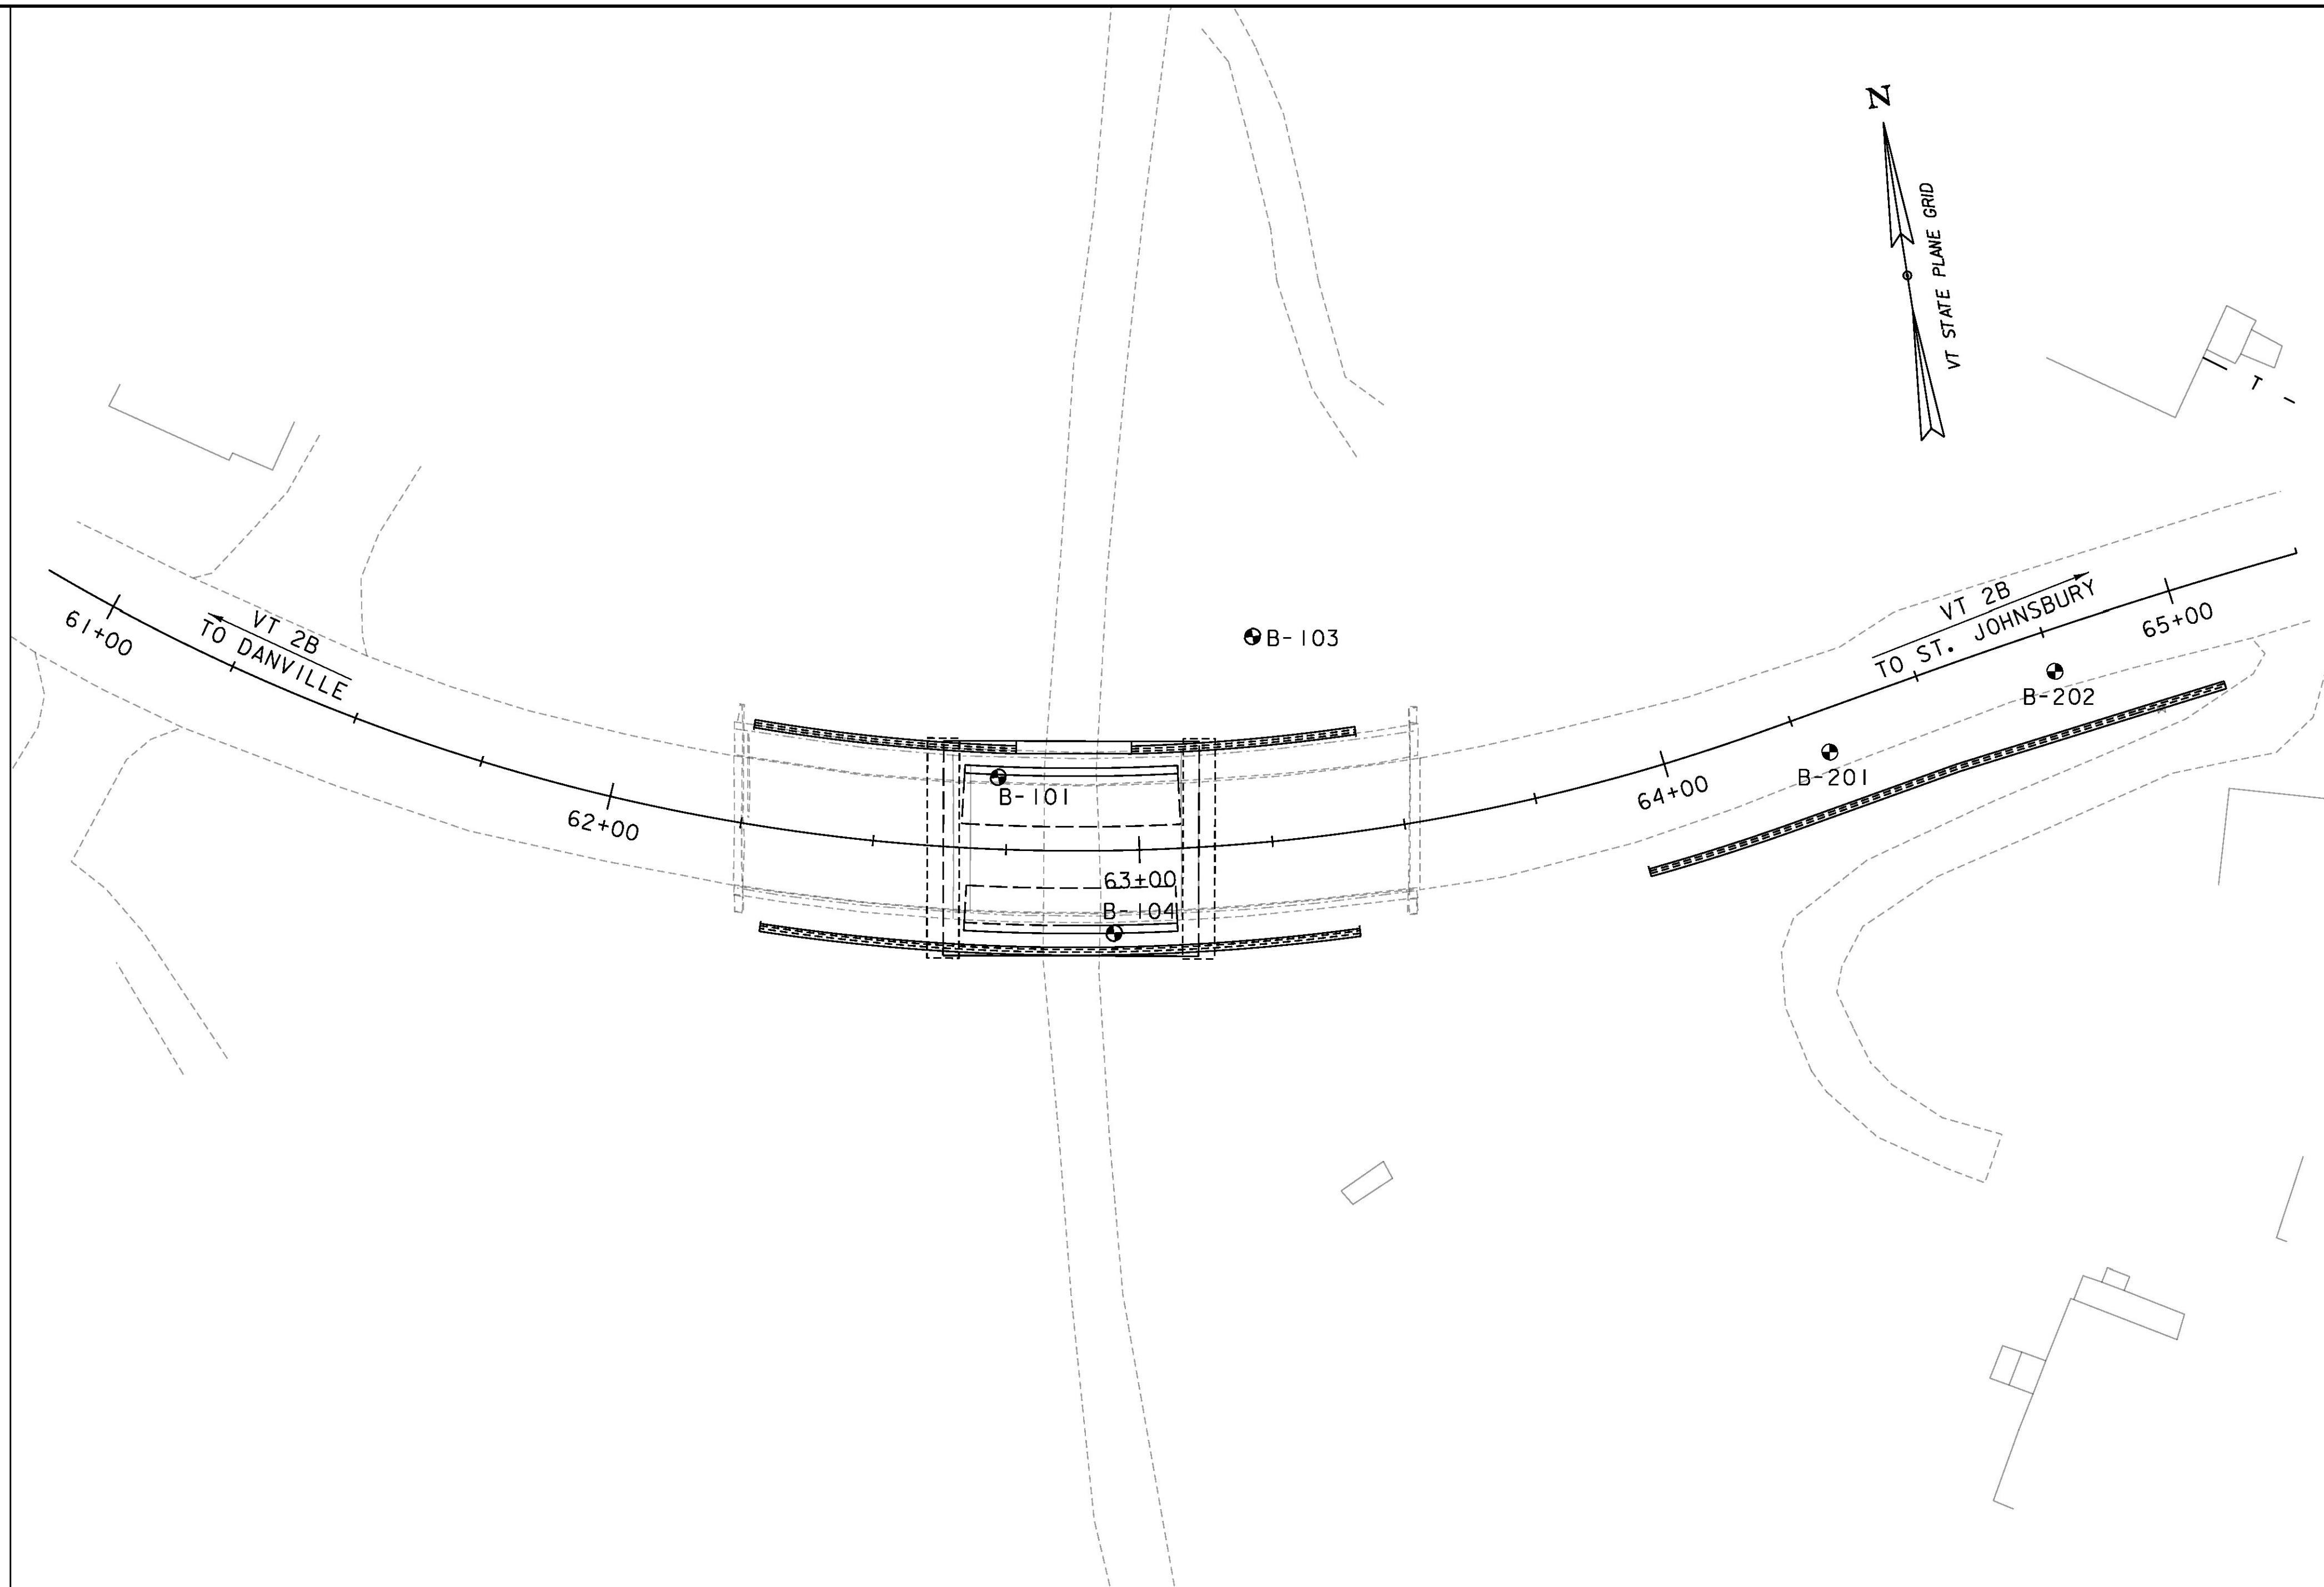 N
VT STATE PLANE GRID
T
61+00
VT 2B
TO DANVILLE
62+00
B-103
B-101
63+00
B-104
64+00
VT 2B
TO ST. JOHNSBURY
65+00
B-202
B-201